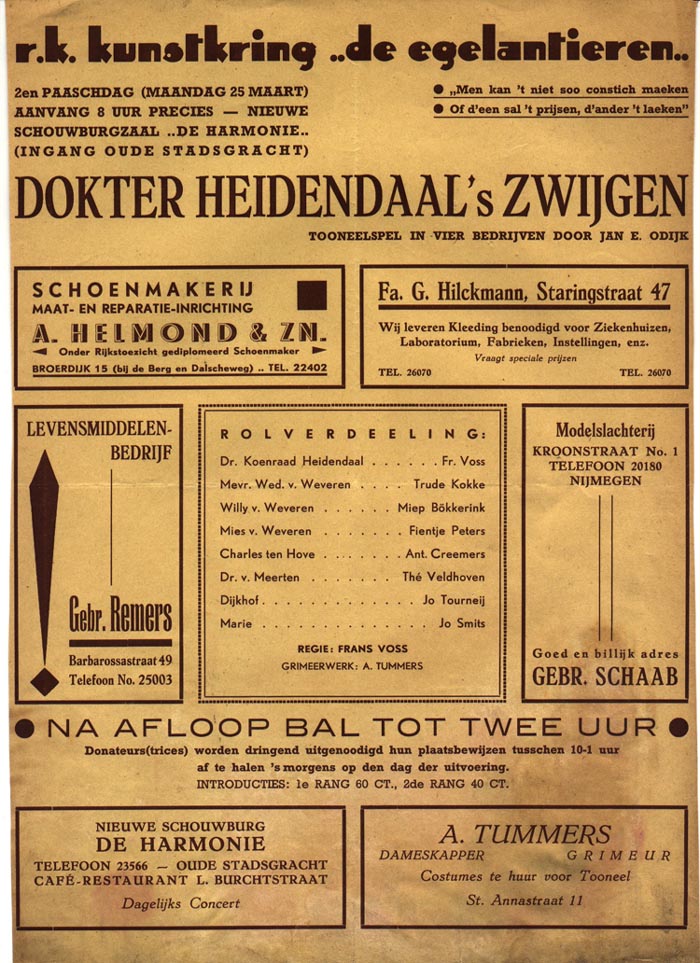 r.k. kunstkring ..de egelantieren..
2en PAASCHDAG (MAANDAG 25 MAART)
AANVANG 8 UUR PRECIES — NIEUWE
SCHOUWBURGZAAL ..DE HARMONIE..
(INGANG OUDE STADSGRACHT)
● „Men kan 't niet soo constich maeken
● Of d'een sal 't prijsen, d'ander 't laeken"
DOKTER HEIDENDAAL's ZWIJGEN
TOONEELSPEL IN VIER BEDRIJVEN DOOR JAN E. ODIJK
SCHOENMAKERIJ
MAAT- EN REPARATIE-INRICHTING
A. HELMOND & ZN.
Onder Rijkstoezicht gediplomeerd Schoenmaker
BROERDIJK 15 (bij de Berg en Dalscheweg) .. TEL. 22402
Fa. G. Hilckmann, Staringstraat 47
Wij leveren Kleeding benoodigd voor Ziekenhuizen,
Laboratorium, Fabrieken, Instellingen, enz.
Vraagt speciale prijzen
TEL. 26070 TEL. 26070
LEVENSMIDDELEN-
BEDRIJF
Gebr. Remers
Barbarossastraat 49
Telefoon No. 25003
ROLVERDEELING:
Dr. Koenraad Heidendaal . . . . . . Fr. Voss
Mevr. Wed. v. Weveren . . . . Trude Kokke
Willy v. Weveren . . . . . . Miep Bökkerink
Mies v. Weveren . . . . . . Fientje Peters
Charles ten Hove . . . . . . Ant. Creemers
Dr. v. Meerten . . . . . . . Thé Veldhoven
Dijkhof . . . . . . . . . . . . Jo Tourneij
Marie . . . . . . . . . . . . . Jo Smits
REGIE: FRANS VOSS
GRIMEERWERK: A. TUMMERS
Modelslachterij
KROONSTRAAT No. 1
TELEFOON 20180
NIJMEGEN
Goed en billijk adres
GEBR. SCHAAB
● NA AFLOOP BAL TOT TWEE UUR ●
Donateurs(trices) worden dringend uitgenoodigd hun plaatsbewijzen tusschen 10-1 uur
af te halen 's morgens op den dag der uitvoering.
INTRODUCTIES: 1e RANG 60 CT., 2de RANG 40 CT.
NIEUWE SCHOUWBURG
DE HARMONIE
TELEFOON 23566 — OUDE STADSGRACHT
CAFÉ-RESTAURANT L. BURCHTSTRAAT
Dagelijks Concert
A. TUMMERS
DAMESKAPPER GRIMEUR
Costumes te huur voor Tooneel
St. Annastraat 11